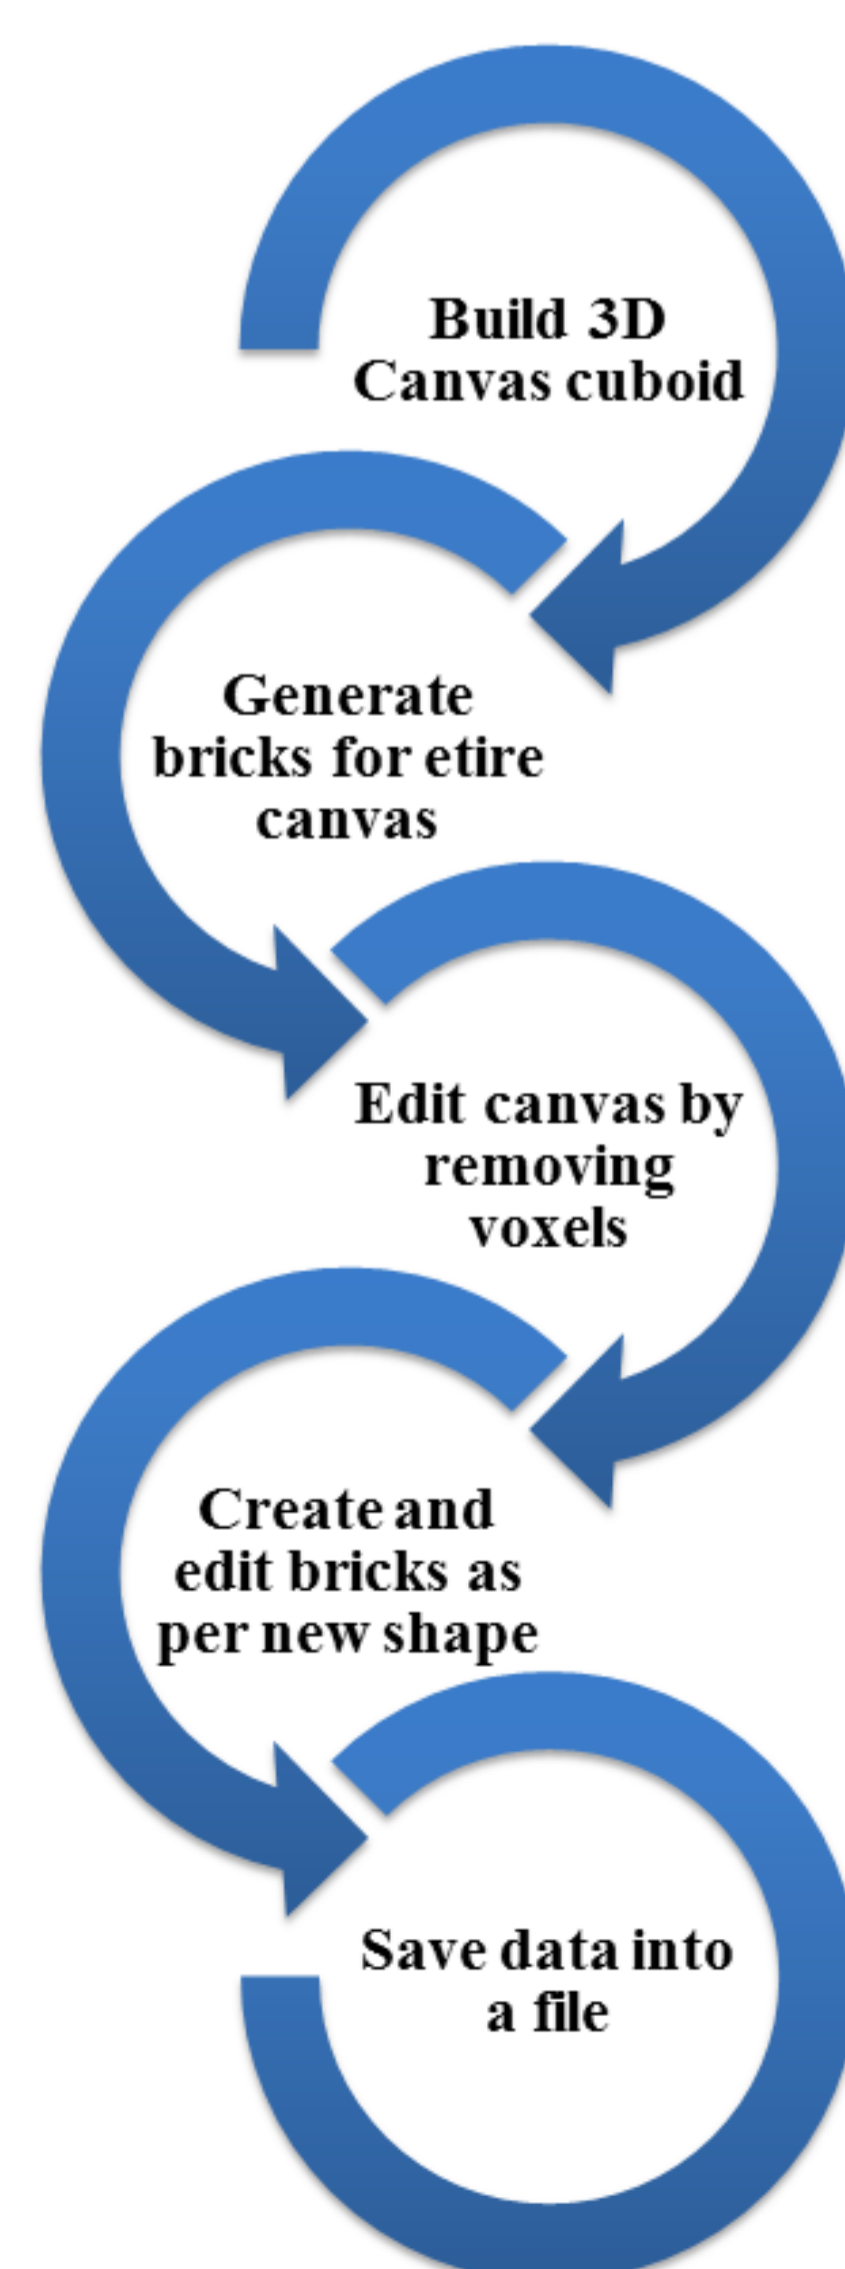 Build 3D
Canvas cuboid
Generate
bricks for etire
canvas
Edit canvas by
removing
voxels
Create and
edit bricks as
per new shape
Save data into
a file